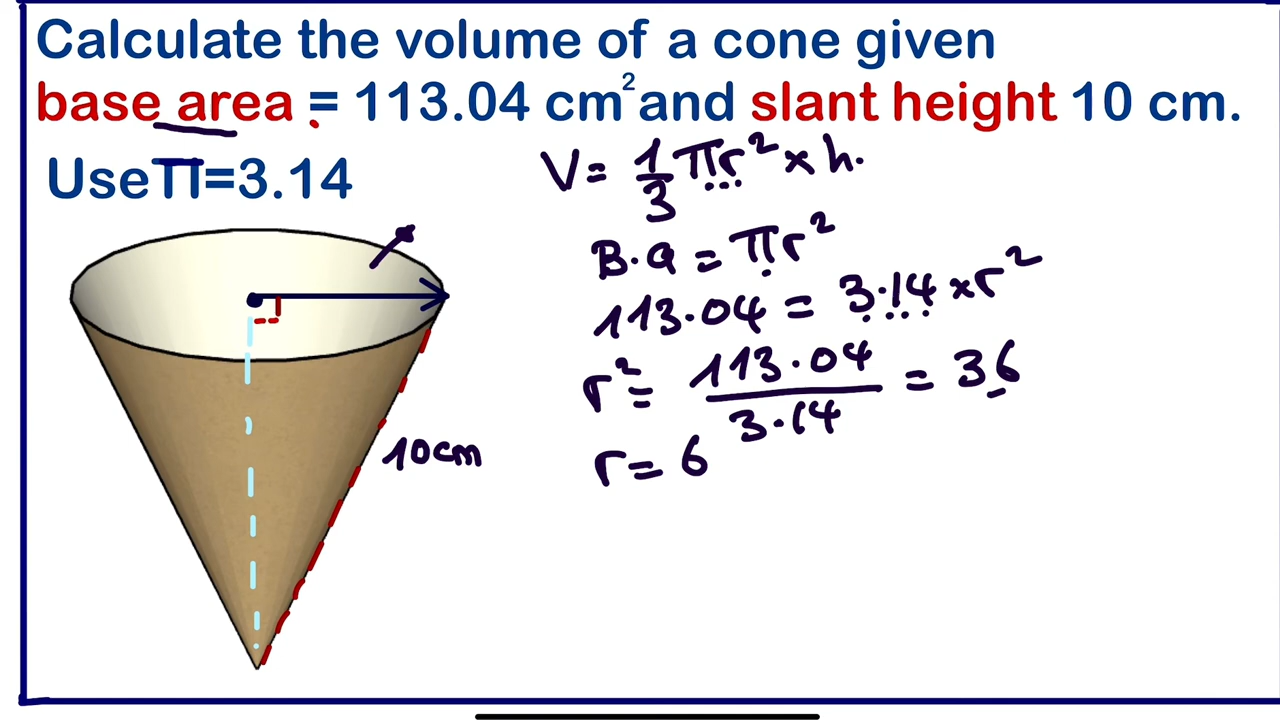 Calculate the volume of a cone given
base area = 113.04 cm² and slant height 10 cm.
Use Π=3.14
V = 1/3 πr² × h.
B.a = πr²
113.04 = 3.14 × r²
r² = 113.04/3.14 = 36
r = 6
10cm